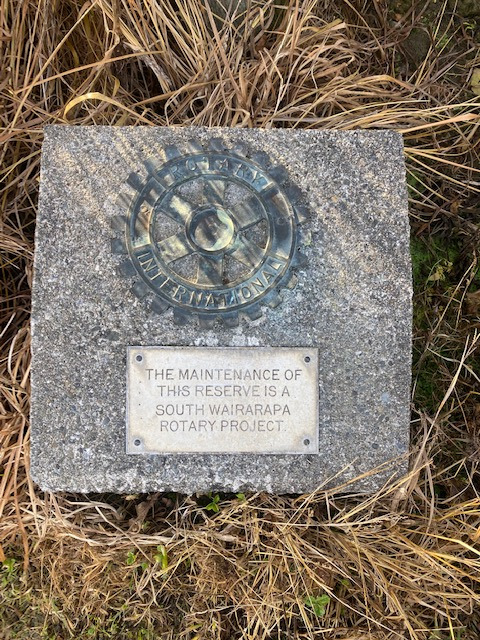 ROTARY
INTERNATIONAL
THE MAINTENANCE OF
THIS RESERVE IS A
SOUTH WAIRARAPA
ROTARY PROJECT.